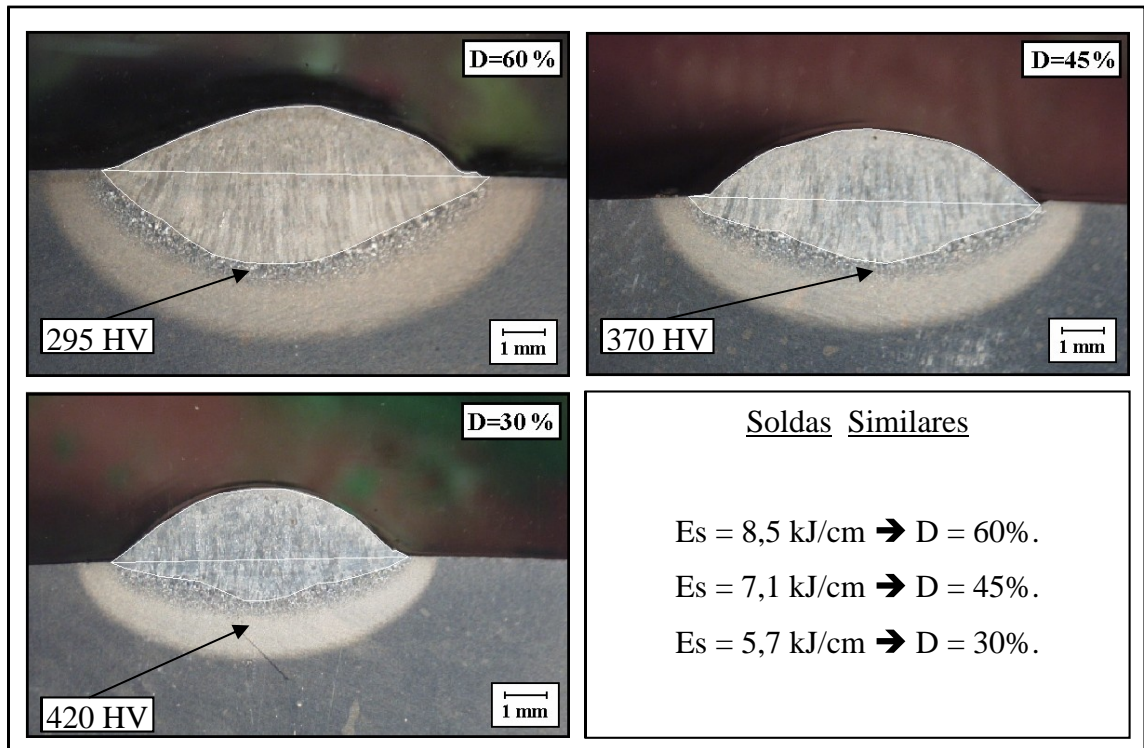 D=60 %
295 HV
1 mm
D=45%
370 HV
1 mm
D=30 %
420 HV
1 mm
Soldas Similares
Es = 8,5 kJ/cm ➔ D = 60%.
Es = 7,1 kJ/cm ➔ D = 45%.
Es = 5,7 kJ/cm ➔ D = 30%.